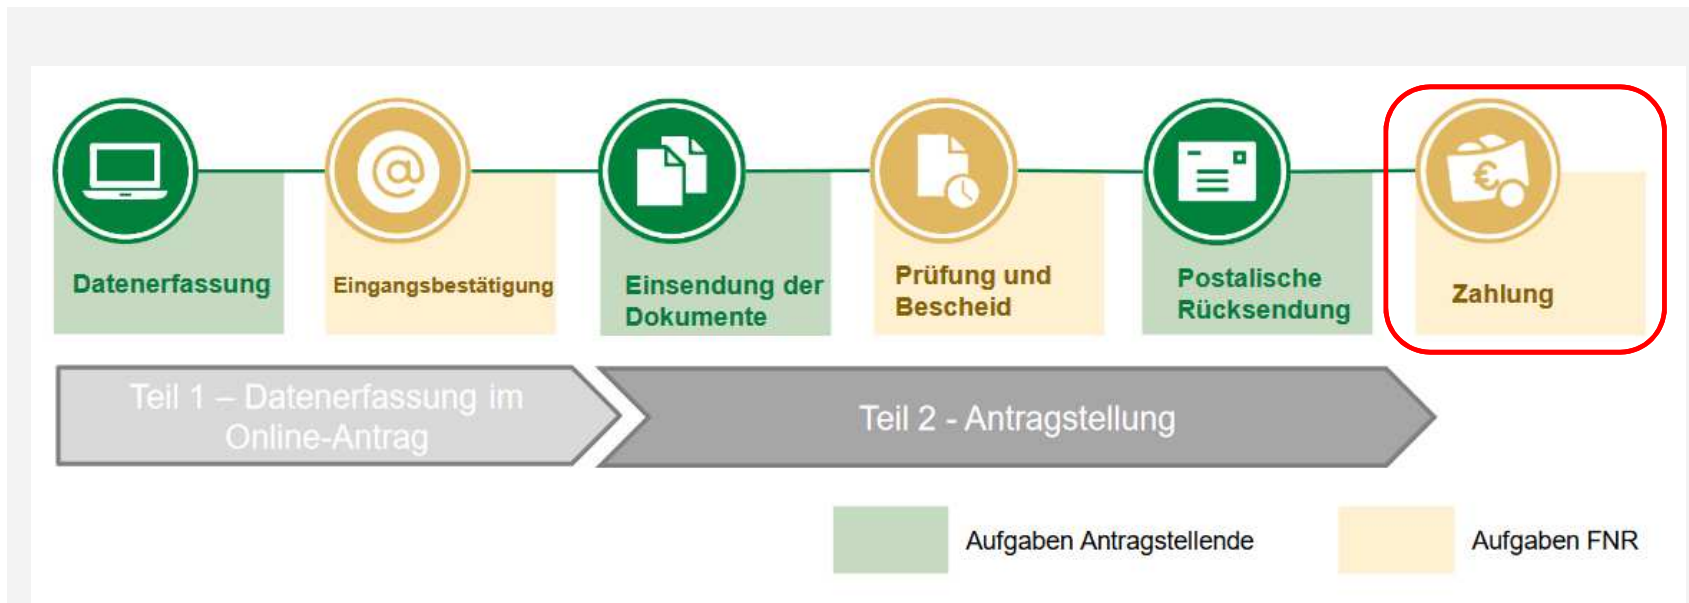 Datenerfassung
Eingangsbestätigung
Einsendung der
Dokumente
Prüfung und
Bescheid
Postalische
Rücksendung
Zahlung
Teil 1 – Datenerfassung im
Online-Antrag
Teil 2 - Antragstellung
Aufgaben Antragstellende
Aufgaben FNR